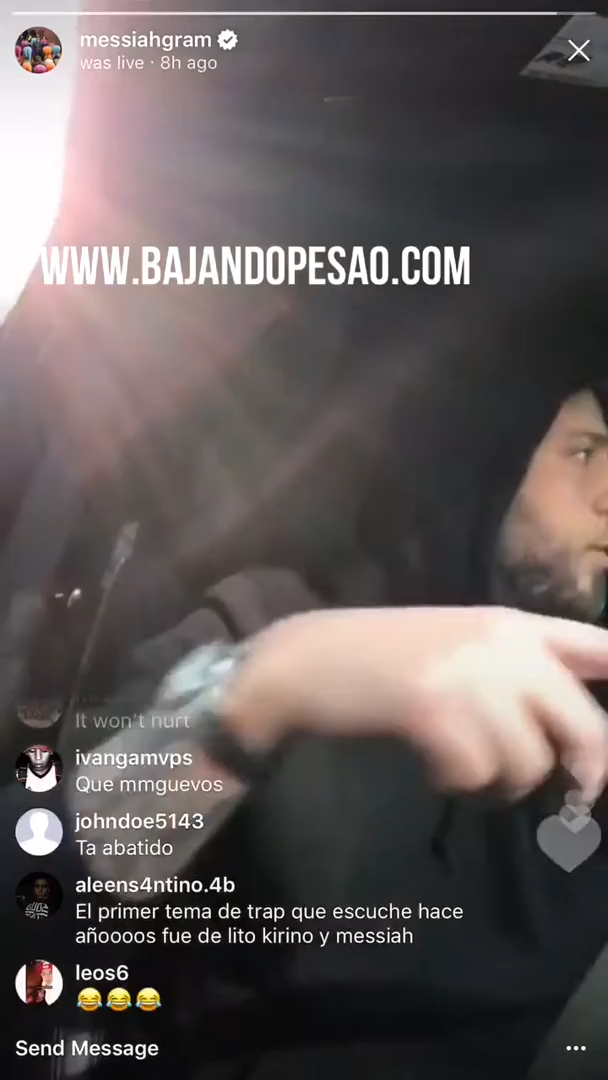 messiahgram
was live · 8h ago
WWW.BAJANDOPESAO.COM
It won't hurt
ivangamvps
Que mmguevos
johndoe5143
Ta abatido
aleens4ntino.4b
El primer tema de trap que escuche hace
añoooos fue de lito kirino y messiah
leos6
😂😂😂
Send Message